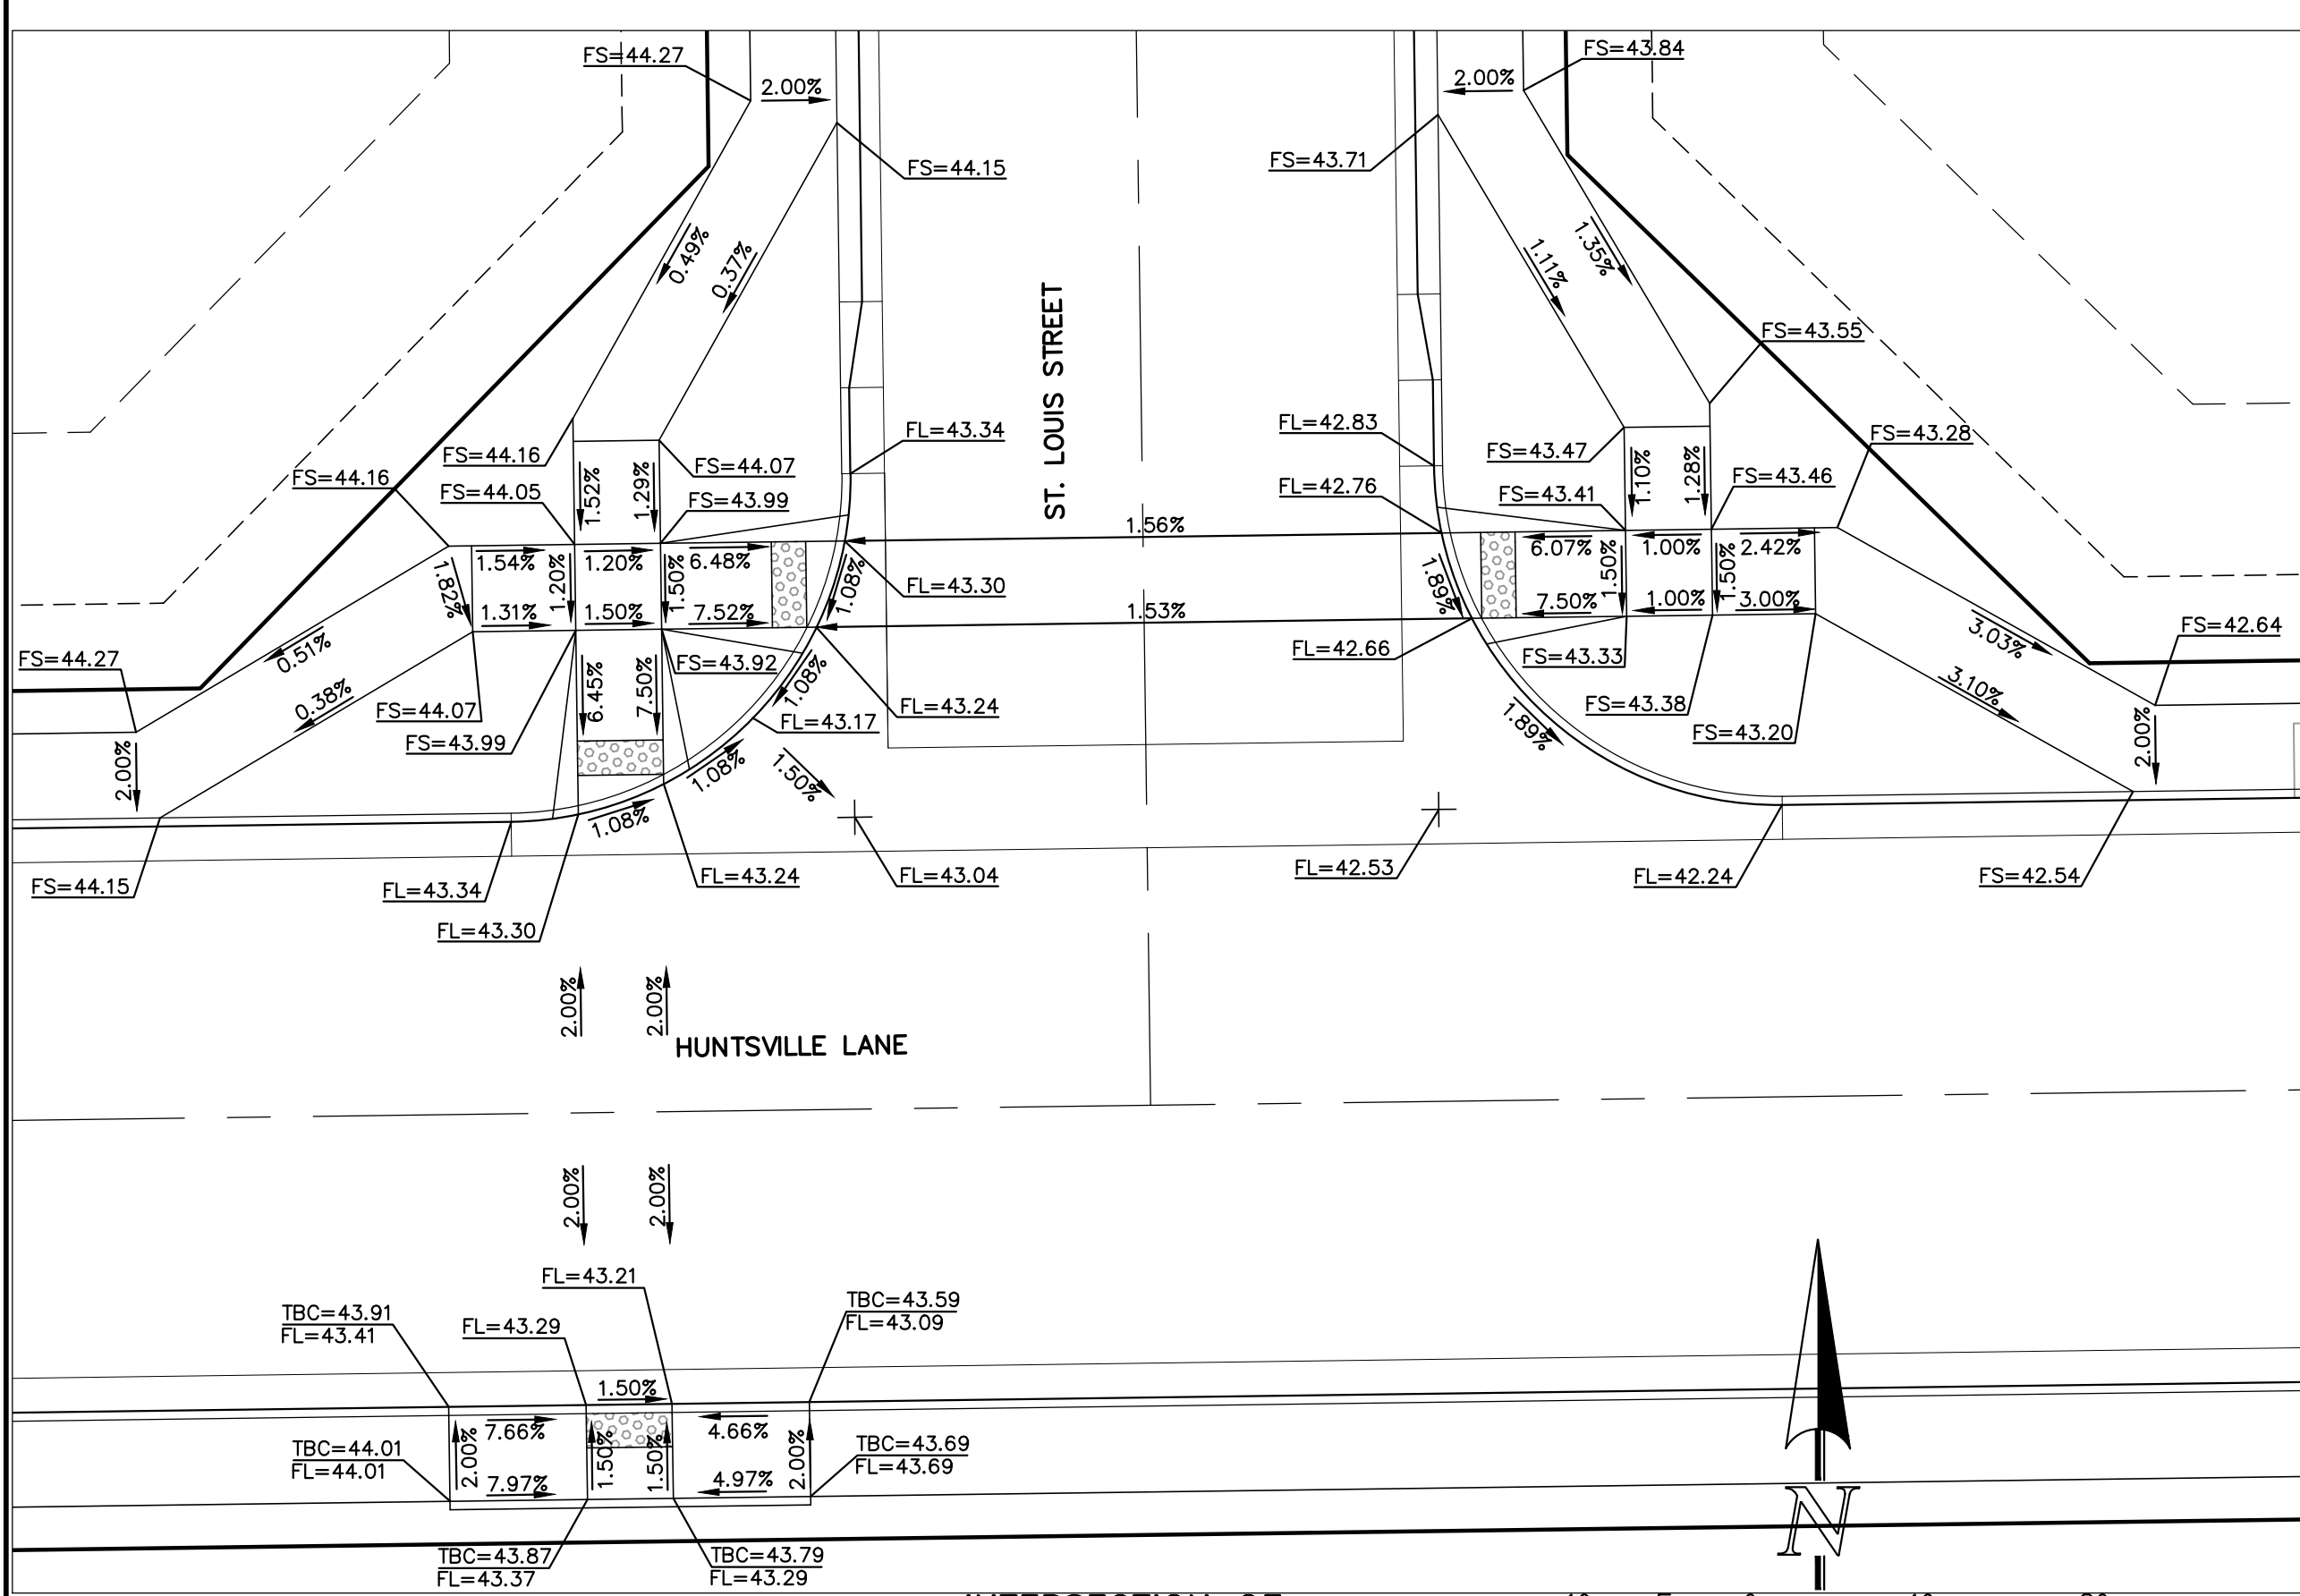 FS=44.27
2.00%
FS=44.15
FS=43.84
2.00%
FS=43.71
0.49%
0.37%
1.11%
1.35%
ST. LOUIS STREET
FS=43.55
FS=44.16
FS=44.16
FS=44.07
FL=43.34
FL=42.83
FS=43.47
FS=43.28
FS=44.05
FS=43.99
1.52%
1.29%
FL=42.76
FS=43.41
1.10%
1.28%
FS=43.46
1.56%
1.54%
1.20%
1.20%
6.48%
1.82%
1.31%
1.50%
1.50%
7.52%
1.08%
FL=43.30
1.53%
6.07%
1.00%
2.42%
1.89%
7.50%
1.50%
1.00%
1.50%
3.00%
FS=44.27
0.51%
0.38%
FS=44.07
FS=43.99
FS=43.92
6.45%
7.50%
1.08%
FL=43.24
FL=43.17
FL=42.66
FS=43.33
FS=43.38
FS=43.20
3.03%
3.10%
FS=42.64
2.00%
2.00%
1.08%
1.08%
1.50%
1.89%
FS=44.15
FL=43.34
FL=43.30
FL=43.24
FL=43.04
FL=42.53
FL=42.24
FS=42.54
2.00%
2.00%
HUNTSVILLE LANE
2.00%
2.00%
FL=43.21
TBC=43.91
FL=43.41
FL=43.29
TBC=43.59
FL=43.09
1.50%
7.66%
4.66%
TBC=44.01
FL=44.01
2.00%
1.50%
1.50%
2.00%
TBC=43.69
FL=43.69
7.97%
4.97%
TBC=43.87
FL=43.37
TBC=43.79
FL=43.29
N